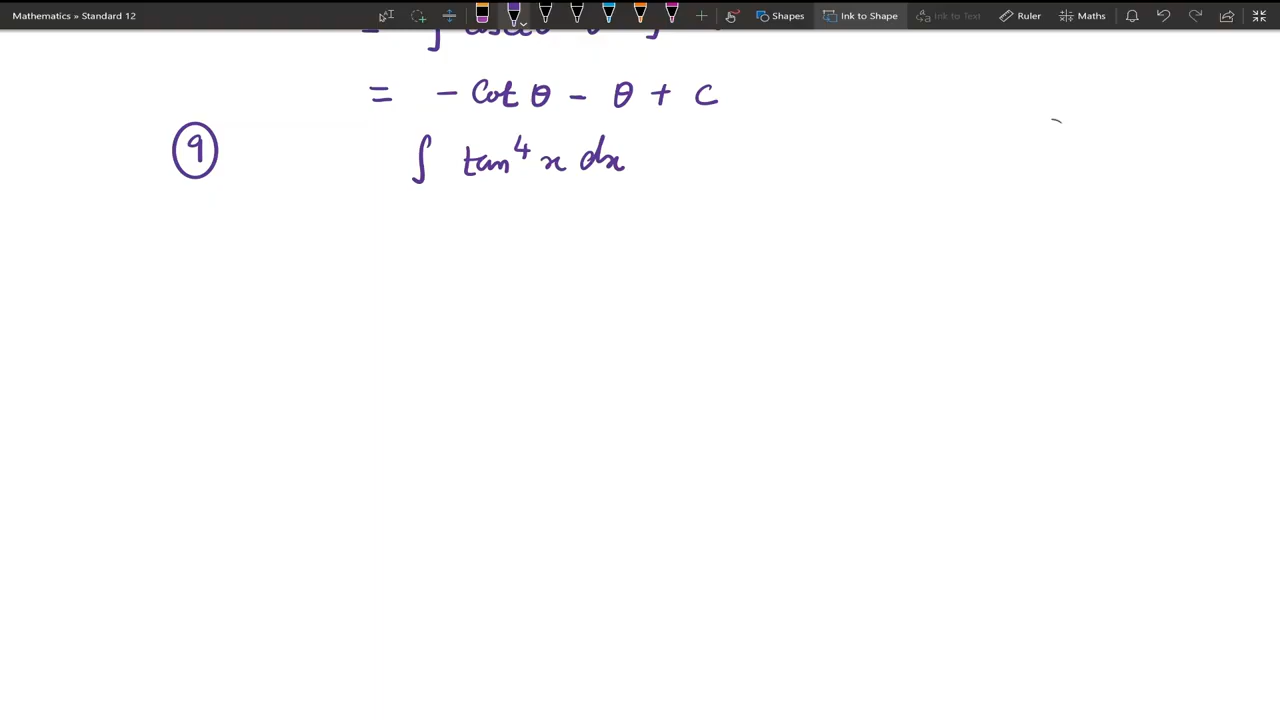 Mathematics » Standard 12
Shapes Ink to Shape Ink to Text Ruler Maths
= - Cot θ - θ + c
9 ∫ tan⁴ x dx